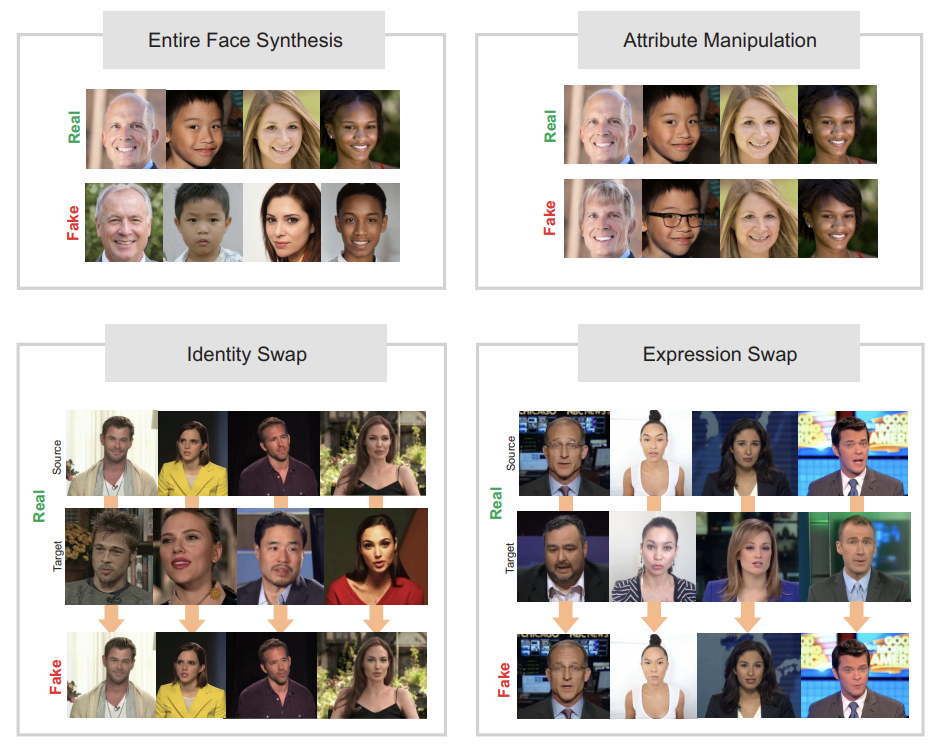 Entire Face Synthesis
Attribute Manipulation
Real
Fake
Real
Fake
Identity Swap
Expression Swap
Real
Source
Target
Fake
Real
Source
Target
Fake